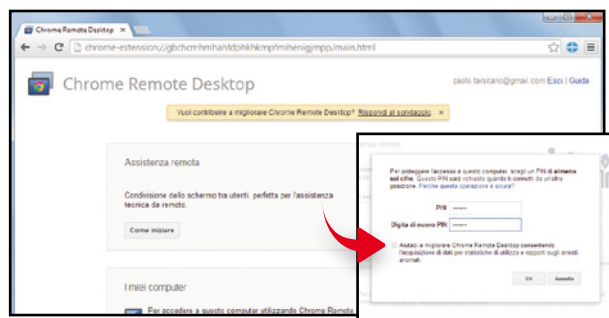 Chrome Remote Desktop
chrome-extension://gbchcmhmhahfdphkhkmpfmihenigjmpp/main.html
Chrome Remote Desktop
paolo.tarsitano@gmail.com Esci | Guida
Vuoi contribuire a migliorare Chrome Remote Desktop? Rispondi al sondaggio.
Assistenza remota
Condivisione dello schermo tra utenti, perfetta per l'assistenza
tecnica da remoto.
Come iniziare
I miei computer
Per accedere a questo computer utilizzando Chrome Remote
Per proteggere l'accesso a questo computer, scegli un PIN di almeno
sei cifre. Questo PIN sarà richiesto quando ti connetti da un'altra
posizione. Perché questa operazione è sicura?
PIN
Digita di nuovo PIN
Aiutaci a migliorare Chrome Remote Desktop consentendo
l'acquisizione di dati per statistiche di utilizzo e rapporti sugli arresti
anomali.
OK Annulla